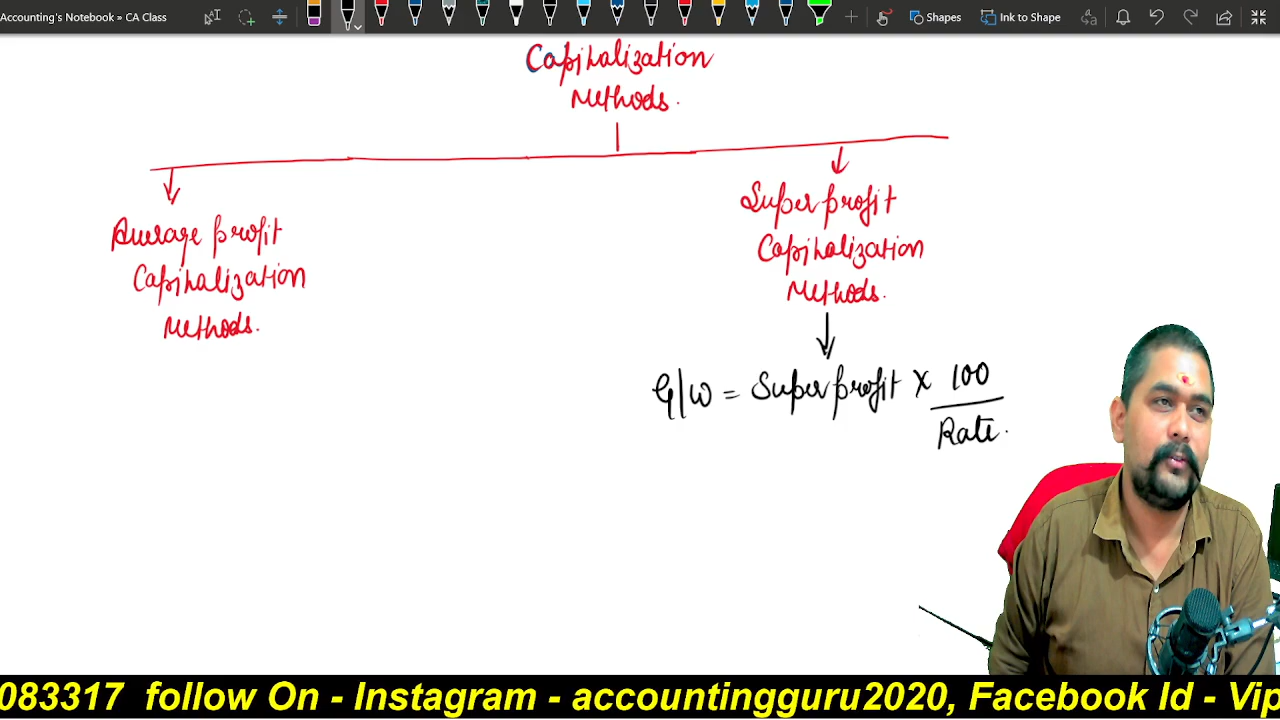 Accounting's Notebook » CA Class
Shapes
Ink to Shape
Capitalization
Methods.
Average profit
Capitalization
Methods.
Super profit
Capitalization
Methods.
G/w = Super profit × 100
Rate.
083317 follow On - Instagram - accountingguru2020, Facebook Id - Vip